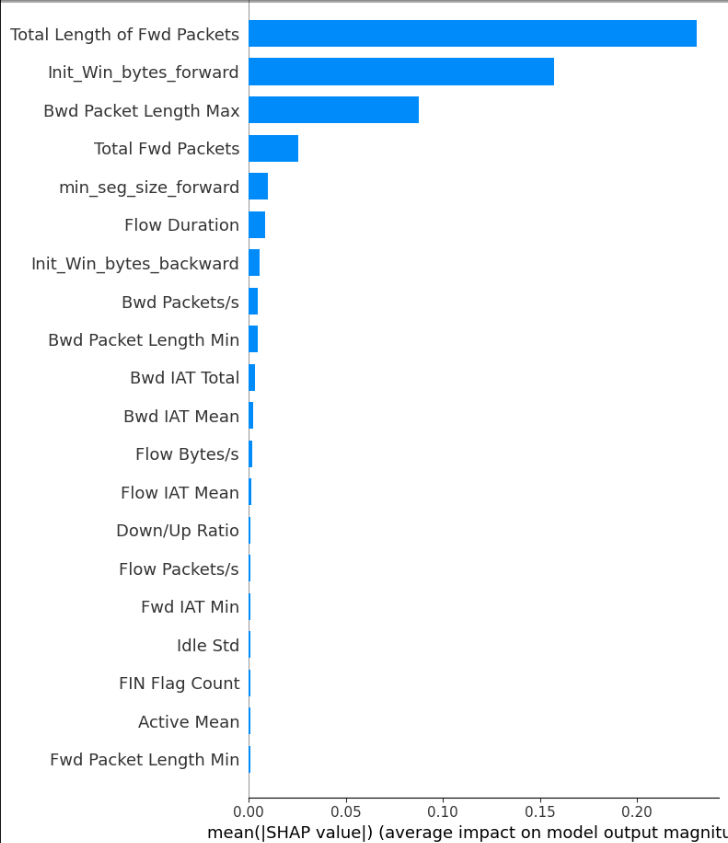 Total Length of Fwd Packets
Init_Win_bytes_forward
Bwd Packet Length Max
Total Fwd Packets
min_seg_size_forward
Flow Duration
Init_Win_bytes_backward
Bwd Packets/s
Bwd Packet Length Min
Bwd IAT Total
Bwd IAT Mean
Flow Bytes/s
Flow IAT Mean
Down/Up Ratio
Flow Packets/s
Fwd IAT Min
Idle Std
FIN Flag Count
Active Mean
Fwd Packet Length Min
0.00 0.05 0.10 0.15 0.20
mean(|SHAP value|) (average impact on model output magnitu